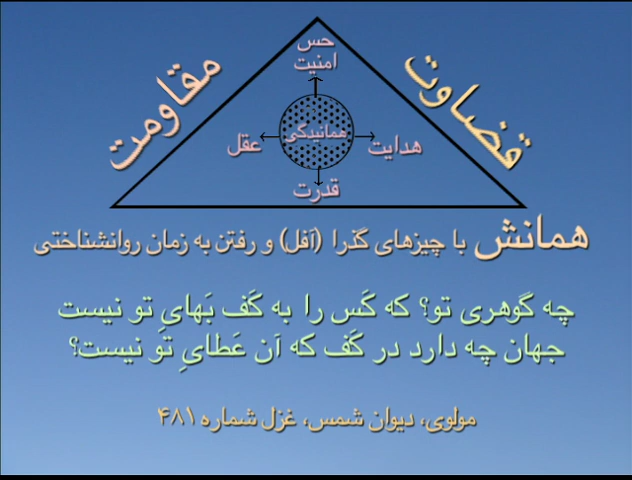 حس
امنیت
مقاومت
قضاوت
همانیدگی
عقل
هدایت
قدرت
همانش با چیزهای گذرا (آفل) و رفتن به زمان روانشناختی
چه گوهری تو؟ که کَس را به کَف بَهایِ تو نیست
جهان چه دارد در کَف که آن عَطایِ تو نیست؟
مولوی، دیوان شمس، غزل شماره ۴۸۱